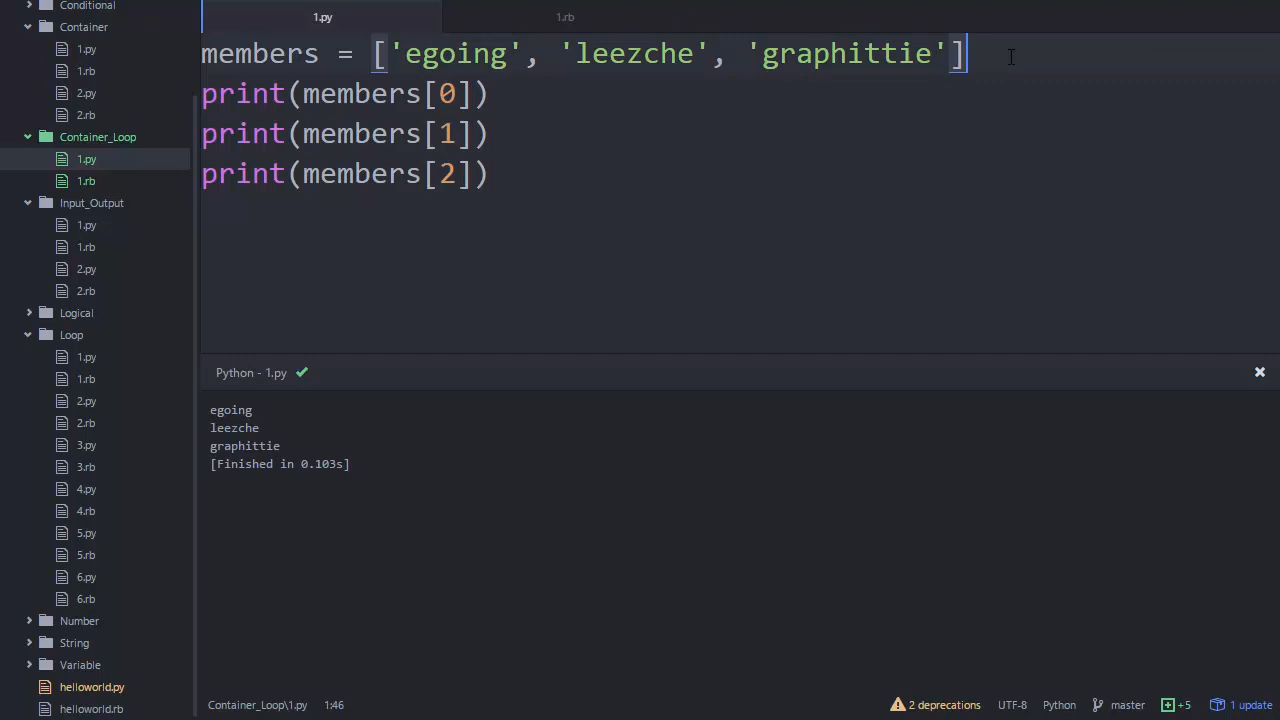 Conditional
Container
1.py
1.rb
2.py
2.rb
Container_Loop
1.py
1.rb
Input_Output
1.py
1.rb
2.py
2.rb
Logical
Loop
1.py
1.rb
2.py
2.rb
3.py
3.rb
4.py
4.rb
5.py
5.rb
6.py
6.rb
Number
String
Variable
helloworld.py
helloworld.rb
1.py
1.rb
members = ['egoing', 'leezche', 'graphittie']
print(members[0])
print(members[1])
print(members[2])
Python - 1.py
egoing
leezche
graphittie
[Finished in 0.103s]
Container_Loop\1.py 1:46 2 deprecations UTF-8 Python master +5 1 update